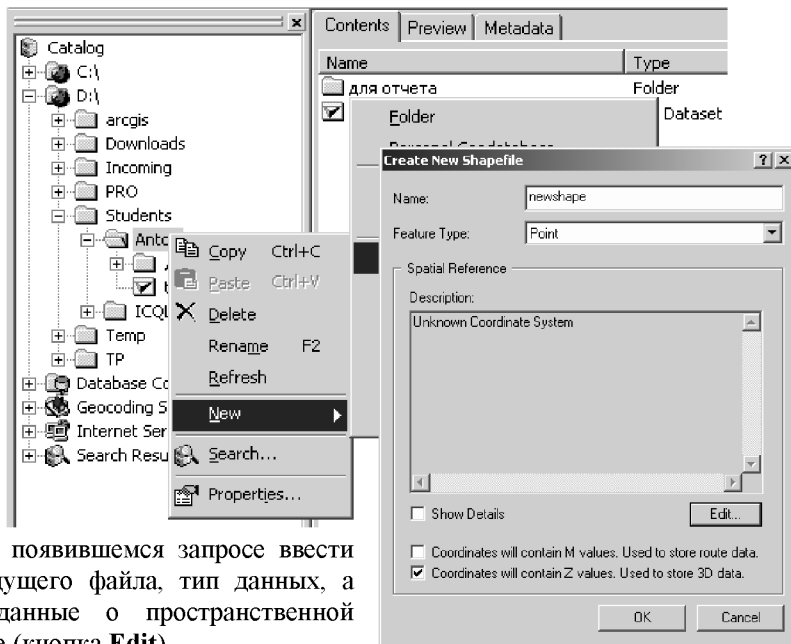 Catalog
C:\
D:\
arcgis
Downloads
Incoming
PRO
Students
Temp
TP
Search
Contents
Preview
Metadata
Name
Type
для отчета
Folder
Dataset
Folder
Copy Ctrl+C
Paste Ctrl+V
Delete
Rename F2
Refresh
New
Search...
Properties...
Create New Shapefile
Name:
newshape
Feature Type:
Point
Spatial Reference
Description:
Unknown Coordinate System
Show Details
Edit...
Coordinates will contain M values. Used to store route data.
Coordinates will contain Z values. Used to store 3D data.
OK
Cancel
появившемся запросе ввести
файла, тип данных, а
данные о пространственной
(кнопка Edit)